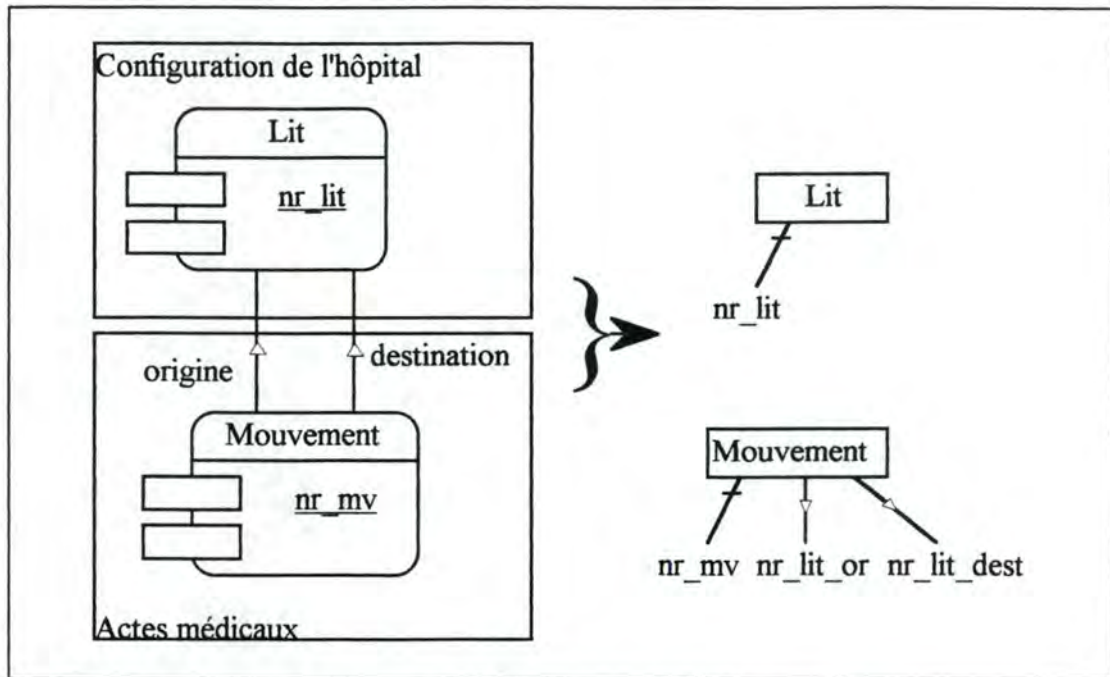 Configuration de l'hôpital
Lit
nr_lit
origine
destination
Mouvement
nr_mv
Actes médicaux
Lit
nr_lit
Mouvement
nr_mv nr_lit_or nr_lit_dest